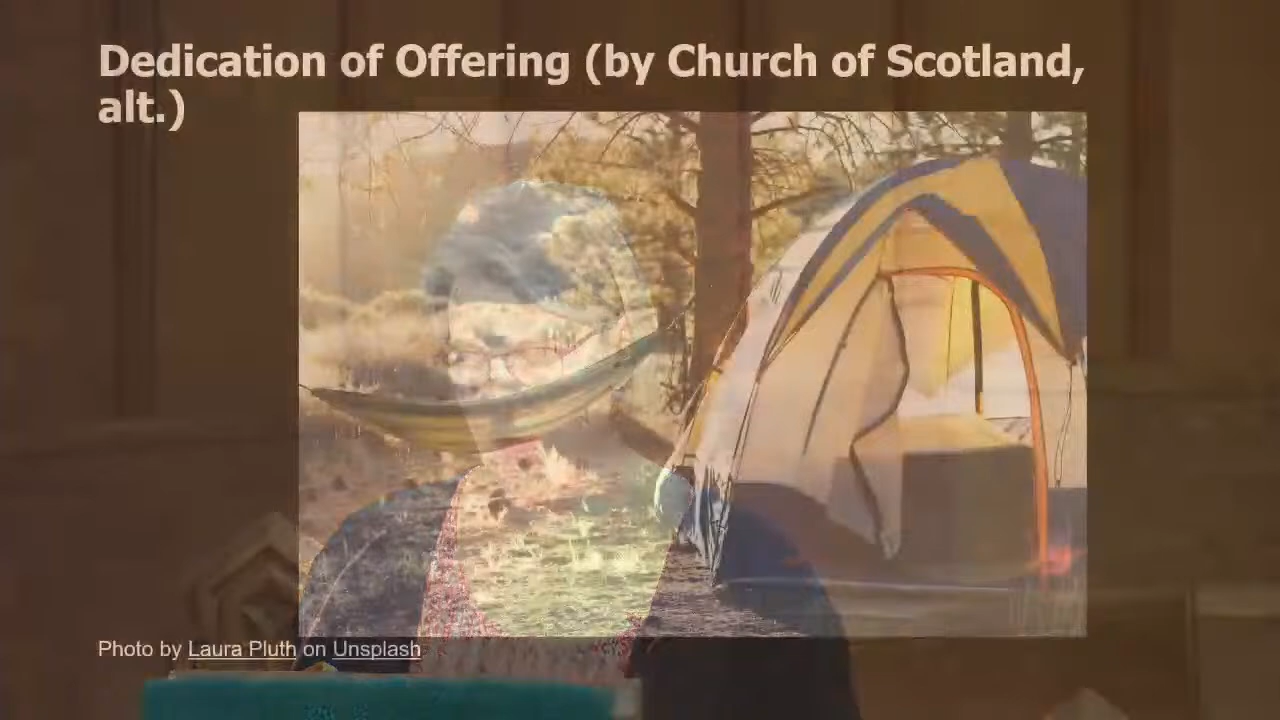 Dedication of Offering (by Church of Scotland,
alt.)
Photo by Laura Pluth on Unsplash